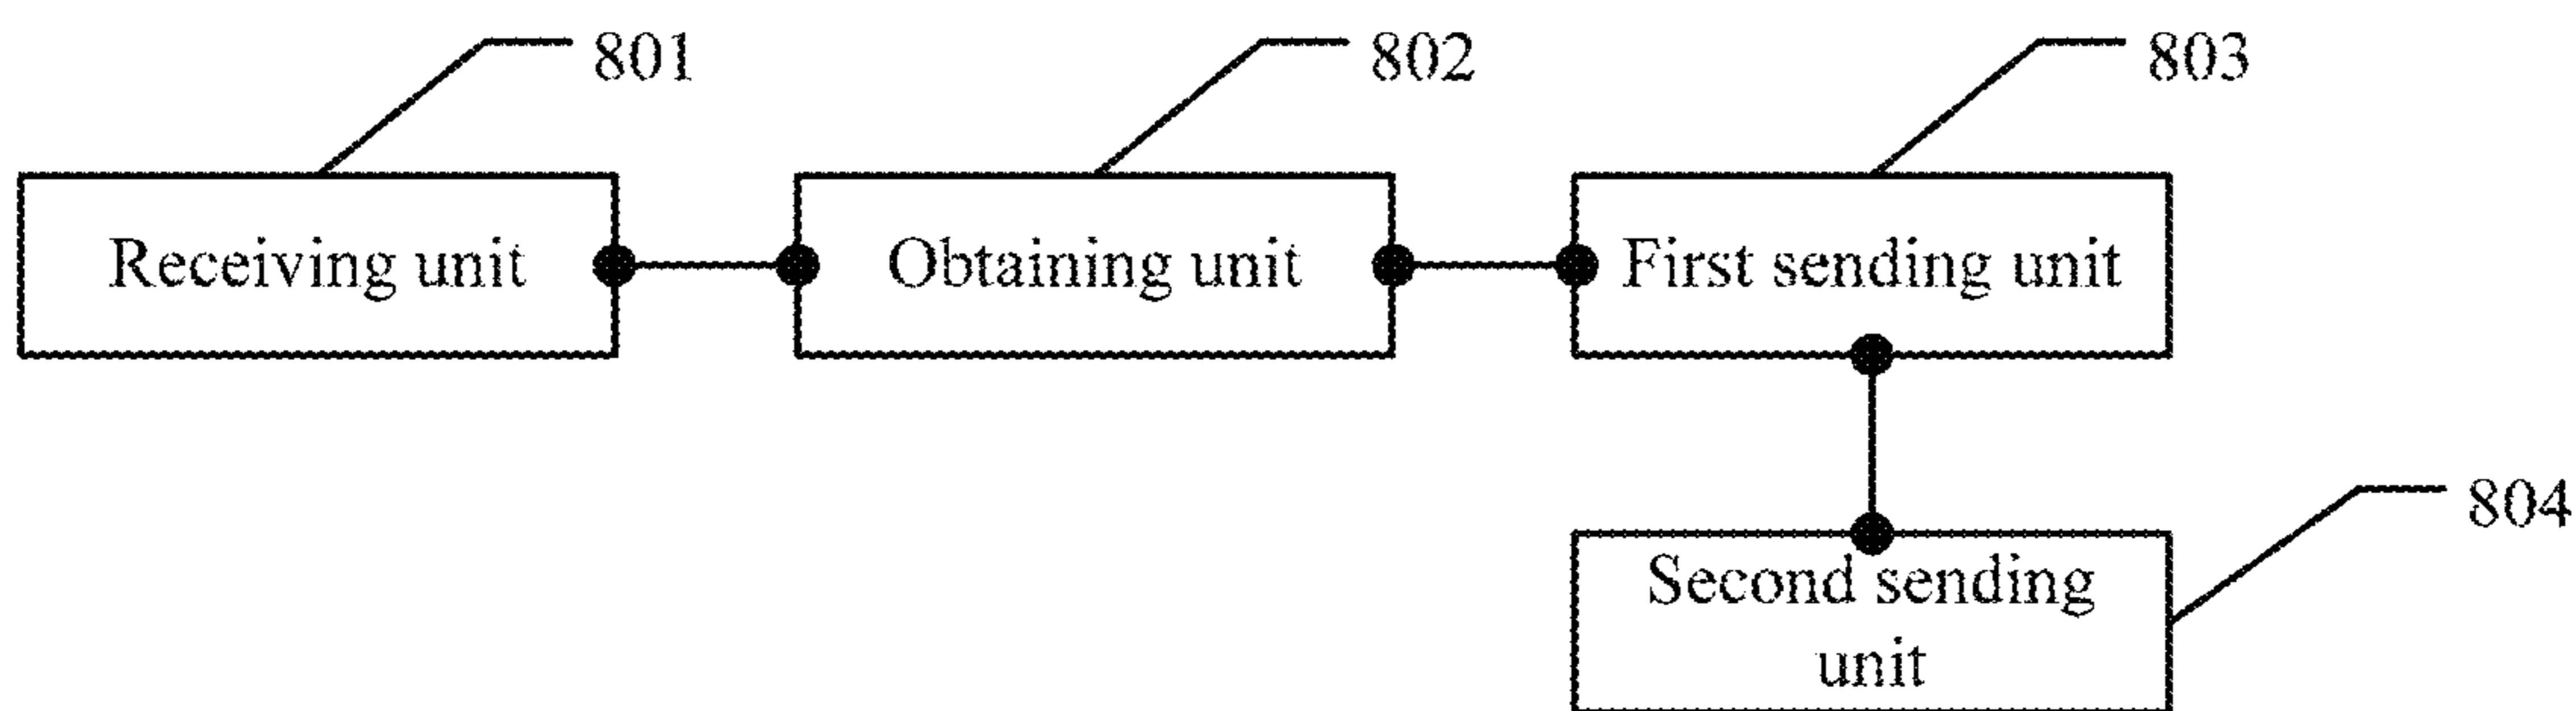 801
802
803
Receiving unit
Obtaining unit
First sending unit
804
Second sending
unit